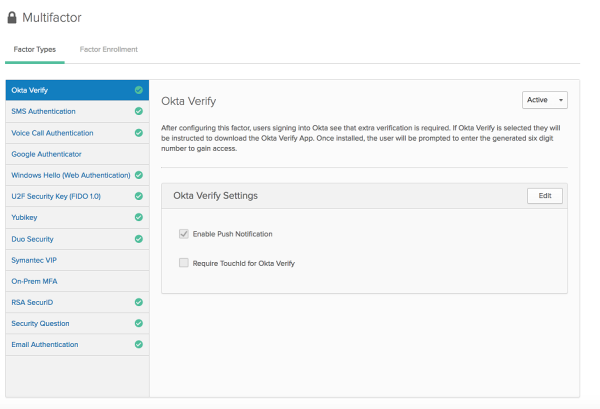 Multifactor
Factor Types
Factor Enrollment
Okta Verify
SMS Authentication
Voice Call Authentication
Google Authenticator
Windows Hello (Web Authentication)
U2F Security Key (FIDO 1.0)
Yubikey
Duo Security
Symantec VIP
On-Prem MFA
RSA SecurID
Security Question
Email Authentication
Okta Verify
Active
After configuring this factor, users signing into Okta see that extra verification is required. If Okta Verify is selected they will
be instructed to download the Okta Verify App. Once installed, the user will be prompted to enter the generated six digit
number to gain access.
Okta Verify Settings
Edit
Enable Push Notification
Require TouchId for Okta Verify